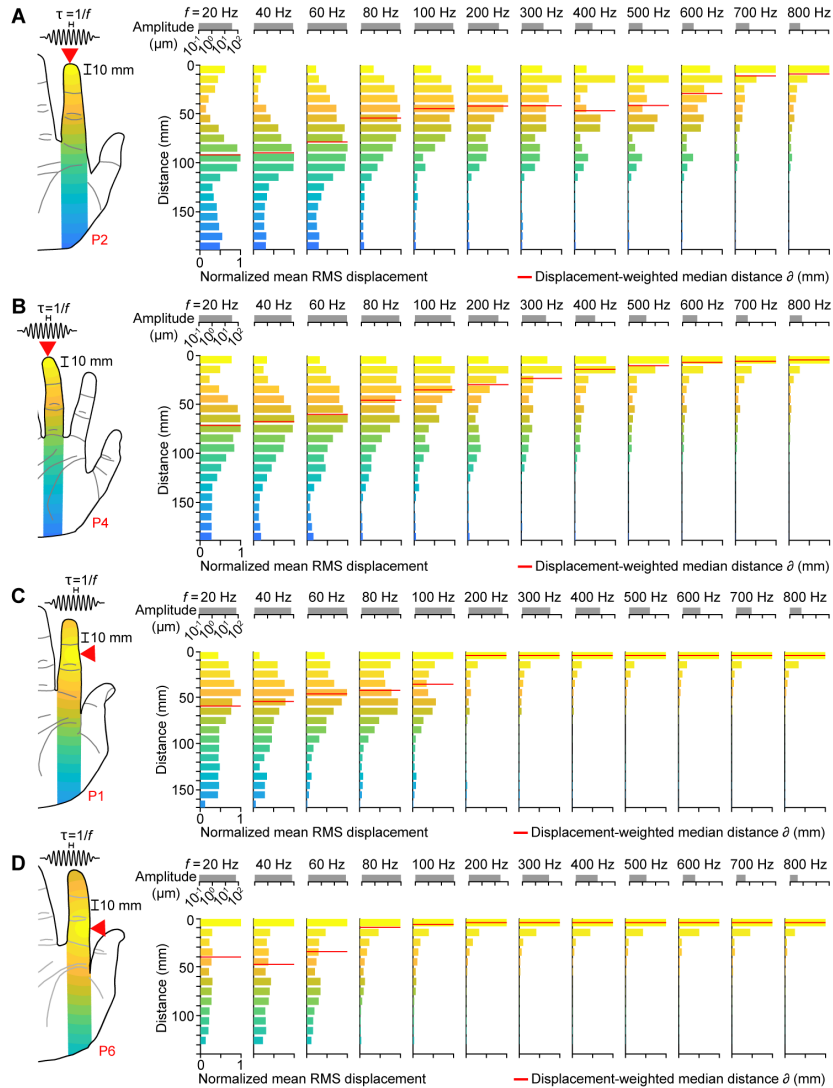 A
τ=1/f
10 mm
P2
f = 20 Hz 40 Hz 60 Hz 80 Hz 100 Hz 200 Hz 300 Hz 400 Hz 500 Hz 600 Hz 700 Hz 800 Hz
Amplitude
(µm)
10-1 100 101 102
0
50
100
150
Distance (mm)
0 1
Normalized mean RMS displacement
Displacement-weighted median distance ∂ (mm)
B
τ=1/f
10 mm
P4
f = 20 Hz 40 Hz 60 Hz 80 Hz 100 Hz 200 Hz 300 Hz 400 Hz 500 Hz 600 Hz 700 Hz 800 Hz
Amplitude
(µm)
10-1 100 101 102
0
50
100
150
Distance (mm)
0 1
Normalized mean RMS displacement
Displacement-weighted median distance ∂ (mm)
C
τ=1/f
10 mm
P1
f = 20 Hz 40 Hz 60 Hz 80 Hz 100 Hz 200 Hz 300 Hz 400 Hz 500 Hz 600 Hz 700 Hz 800 Hz
Amplitude
(µm)
10-1 100 101 102
0
50
100
150
Distance (mm)
0 1
Normalized mean RMS displacement
Displacement-weighted median distance ∂ (mm)
D
τ=1/f
10 mm
P6
f = 20 Hz 40 Hz 60 Hz 80 Hz 100 Hz 200 Hz 300 Hz 400 Hz 500 Hz 600 Hz 700 Hz 800 Hz
Amplitude
(µm)
10-1 100 101 102
0
50
100
Distance (mm)
0 1
Normalized mean RMS displacement
Displacement-weighted median distance ∂ (mm)